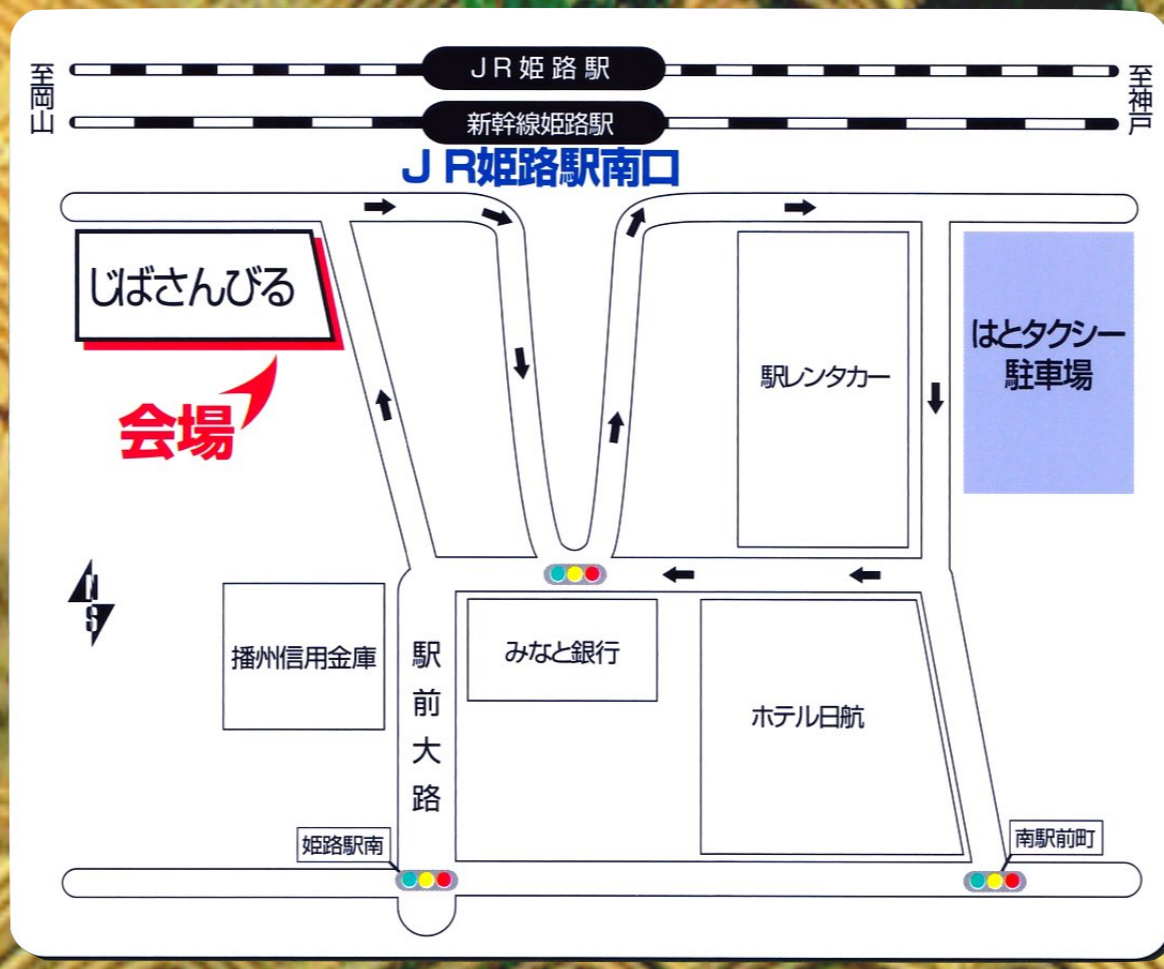 JR姫路駅
至岡山
至神戸
新幹線姫路駅
JR姫路駅南口
じばさんびる
会場
駅レンタカー
はとタクシー
駐車場
N
S
播州信用金庫
駅前大路
みなと銀行
ホテル日航
姫路駅南
南駅前町